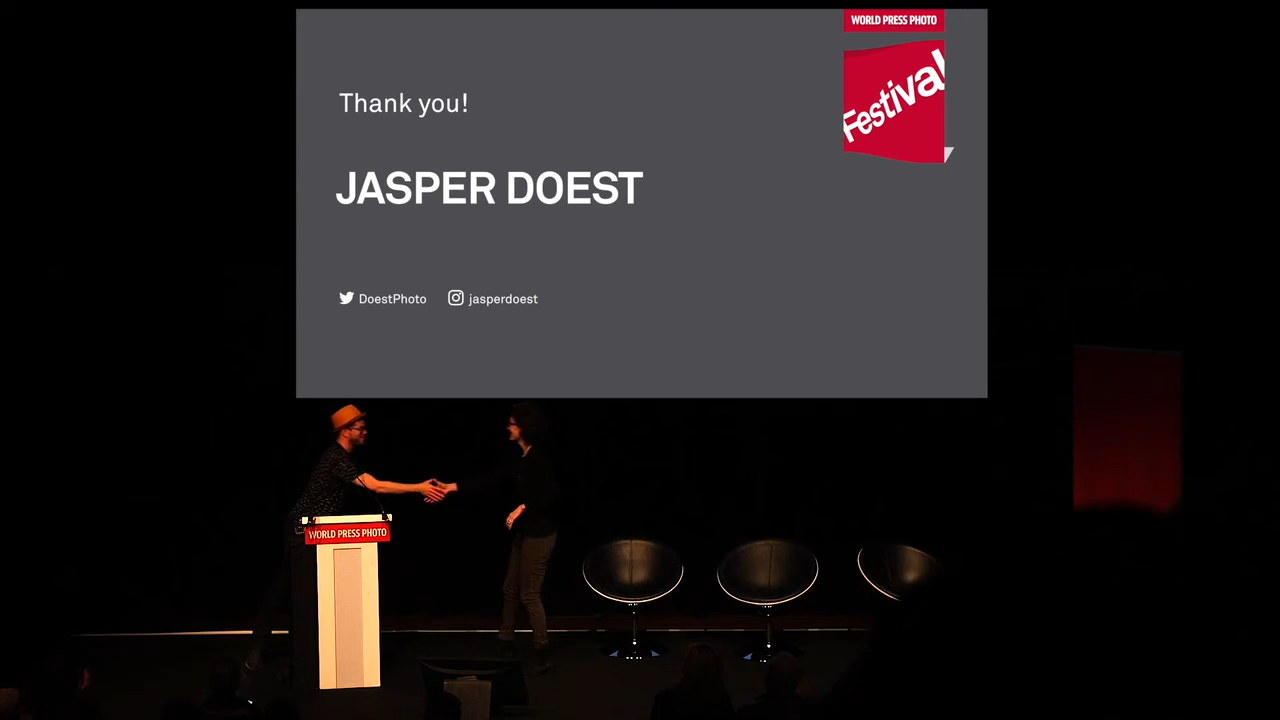 WORLD PRESS PHOTO
Festival
Thank you!
JASPER DOEST
DoestPhoto jasperdoest
WORLD PRESS PHOTO